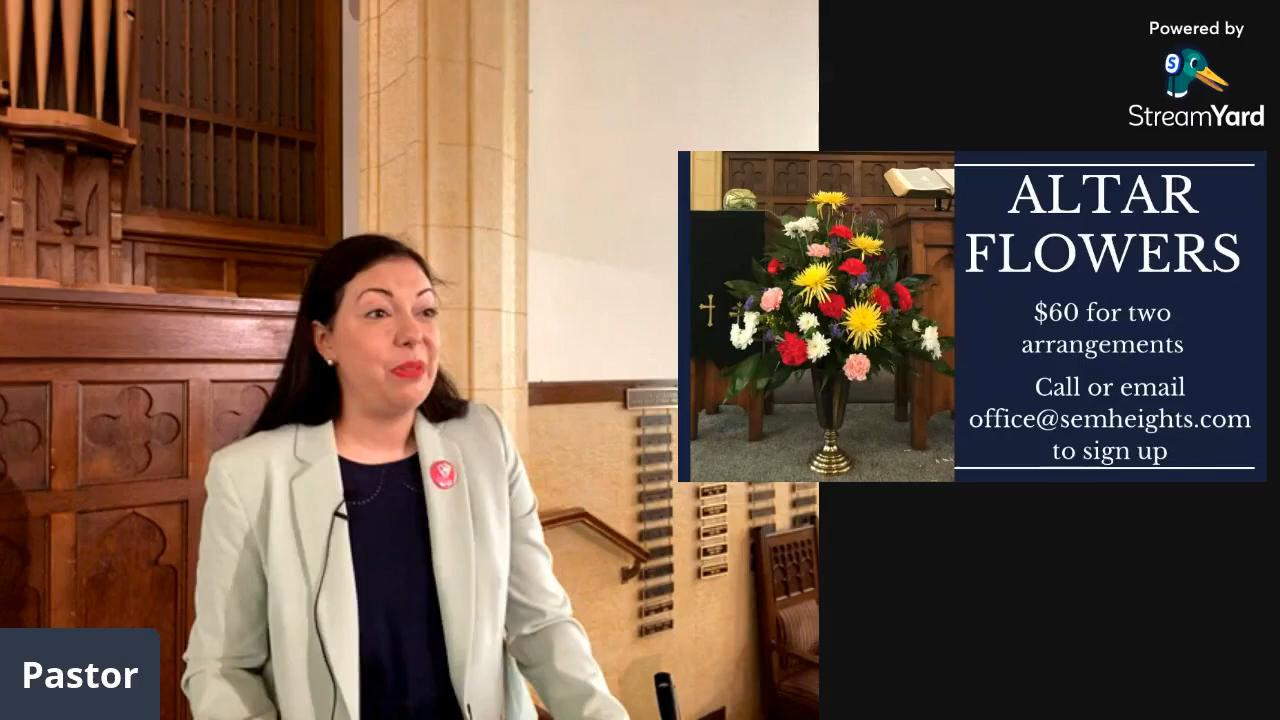 Powered by
StreamYard
ALTAR
FLOWERS
$60 for two
arrangements
Call or email
office@semheights.com
to sign up
Pastor